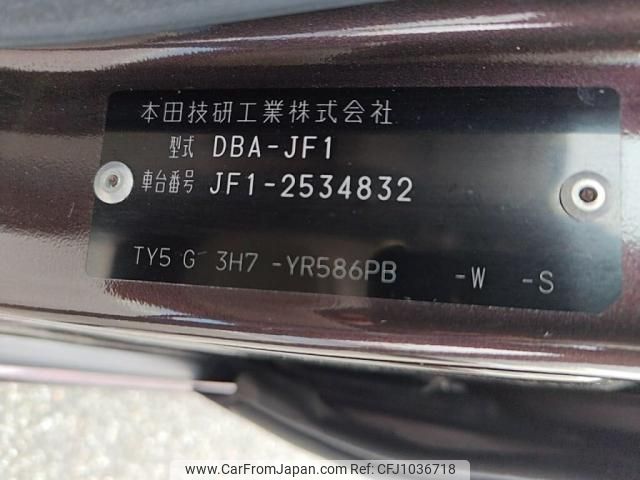 本田技研工業株式会社
型式 DBA-JF1
車台番号 JF1-2534832
TY5 G 3H7 -YR586PB -W -S
www.CarFromJapan.com | Ref. No: CFJ1036718